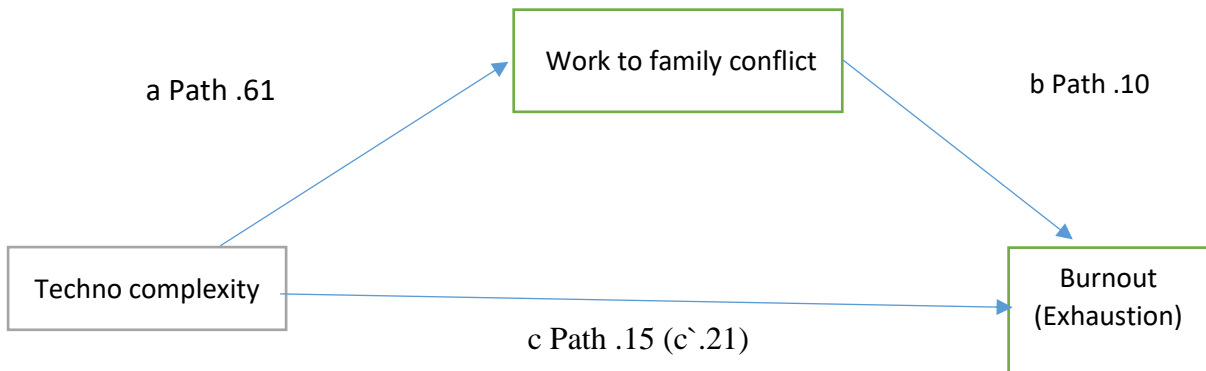 Work to family conflict
a Path .61
b Path .10
Techno complexity
Burnout
(Exhaustion)
c Path .15 (c`.21)